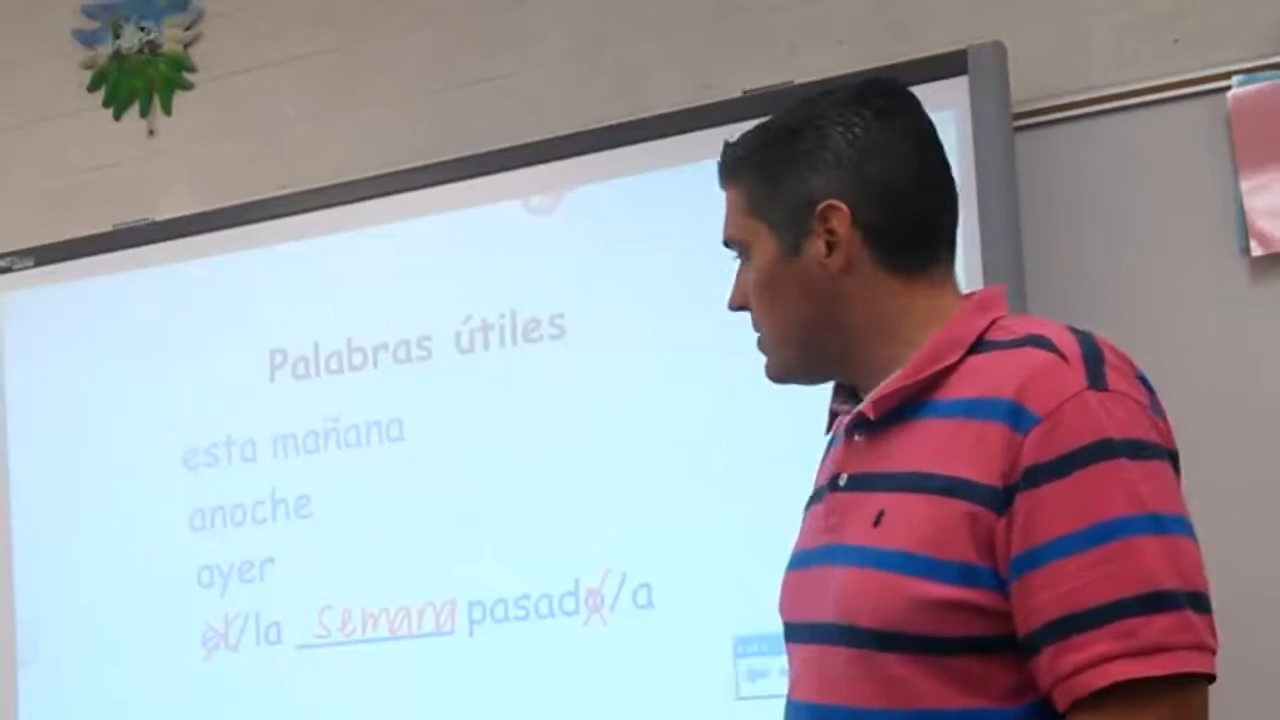 Palabras útiles
esta mañana
anoche
ayer
el/la semana pasado/a